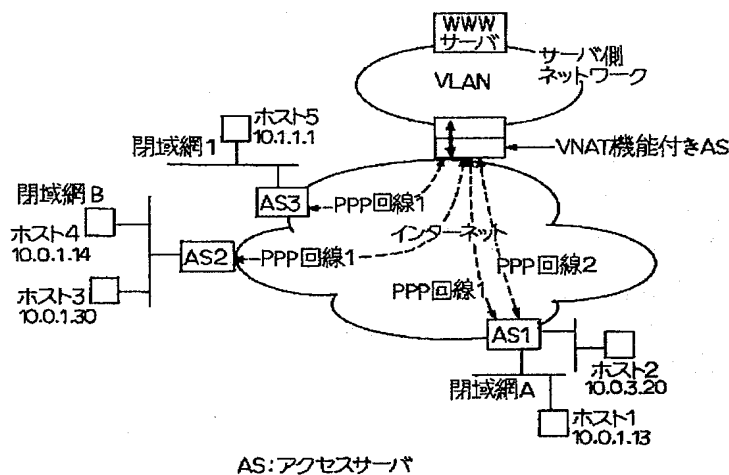 WWW
サーバ
サーバ側
ネットワーク
VLAN
ホスト5
10.1.1.1
閉域網1
VNAT機能付きAS
AS3
PPP回線1
閉域網B
ホスト4
10.0.1.14
AS2
PPP回線1
インターネット
PPP回線2
ホスト3
10.0.1.30
PPP回線1
AS1
ホスト2
10.0.3.20
閉域網A
ホスト1
10.0.1.13
AS:アクセスサーバ